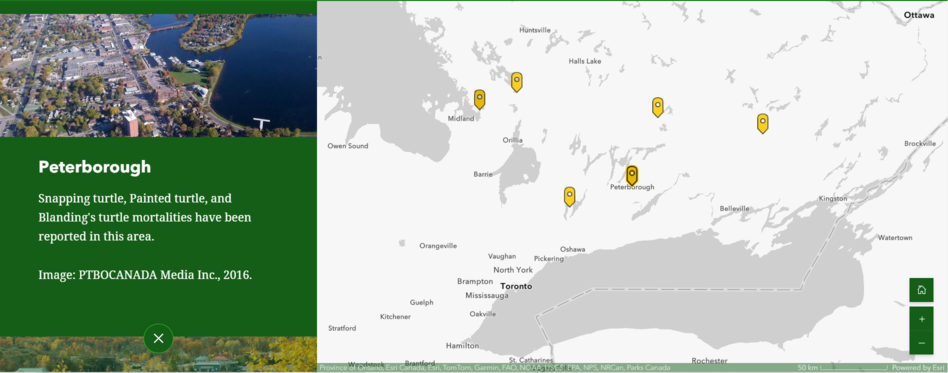 Peterborough
Snapping turtle, Painted turtle, and
Blanding's turtle mortalities have been
reported in this area.
Image: PTBOCANADA Media Inc., 2016.
Ottawa
Huntsville
Halls Lake
Midland
Orillia
Owen Sound
Brockville
Barrie
Peterborough
Kingston
Belleville
Watertown
Orangeville
Oshawa
Vaughan
Pickering
North York
Brampton
Toronto
Mississauga
Guelph
Oakville
Kitchener
Stratford
Hamilton
St. Catharines
Rochester
Brantford
Province of Ontario, Esri Canada, Esri, TomTom, Garmin, FAO, NOAA, USGS, EPA, NPS, NRCan, Parks Canada
50 km
Powered by Esri